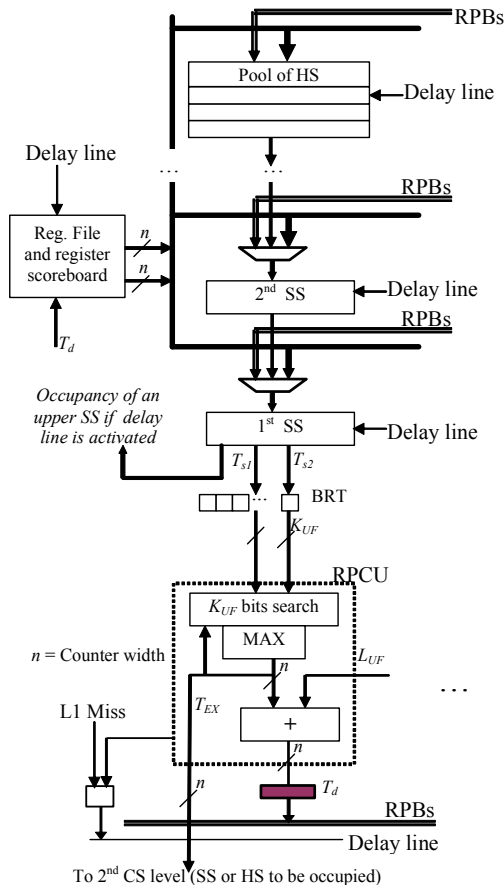 RPBs
Pool of HS
Delay line
...
...
Delay line
RPBs
Reg. File
and register
scoreboard
n
n
T_d
2nd SS
Delay line
RPBs
Occupancy of an
upper SS if delay
line is activated
1st SS
Delay line
T_s1
T_s2
...
BRT
K_UF
RPCU
K_UF bits search
MAX
n = Counter width
n
L_UF
...
T_EX
L1 Miss
+
n
n
T_d
RPBs
Delay line
To 2nd CS level (SS or HS to be occupied)